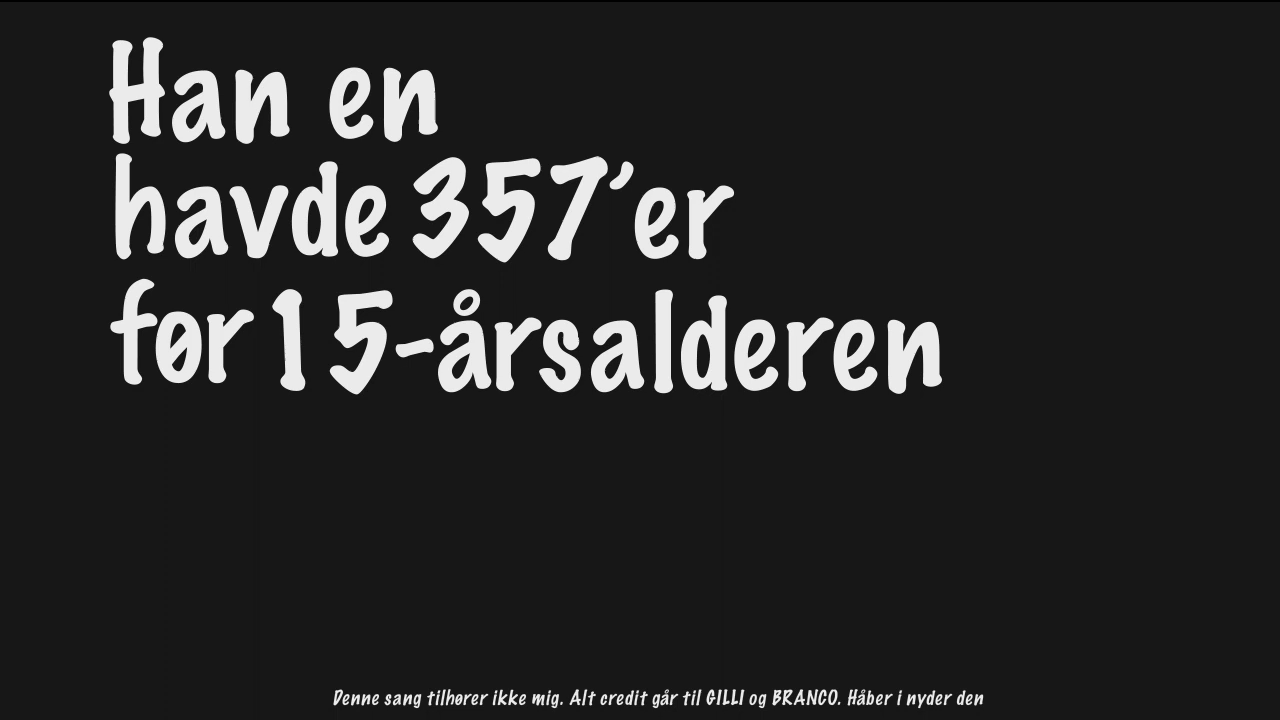 Han en
havde 357'er
før 15-årsalderen
Denne sang tilhører ikke mig. Alt credit går til GILLI og BRANCO. Håber i nyder den